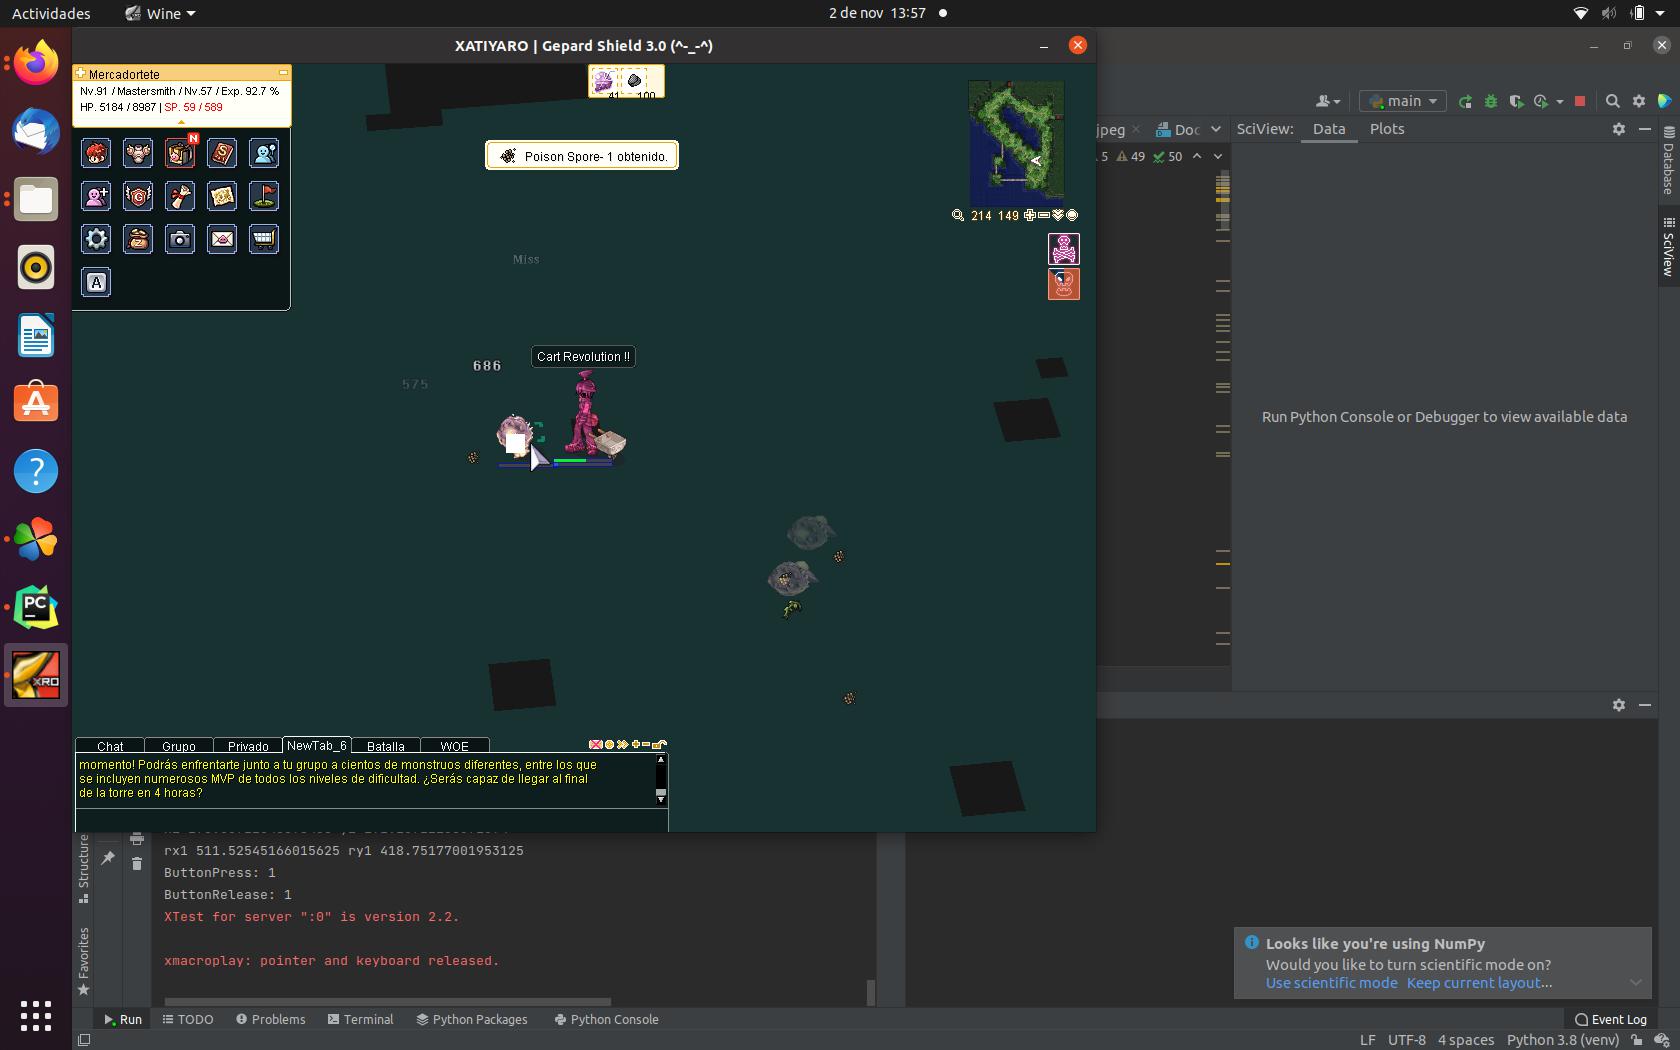 Actividades
Wine
2 de nov 13:57
XATIYARO | Gepard Shield 3.0 (^-_-^)
Mercadortete
Nv.91 / Mastersmith / Nv.57 / Exp. 92.7 %
HP. 5184 / 8987 | SP. 59 / 589
N
A
41
100
Poison Spore- 1 obtenido.
214 149
Miss
686
575
Cart Revolution !!
Chat
Grupo
Privado
NewTab_6
Batalla
WOE
momento! Podrás enfrentarte junto a tu grupo a cientos de monstruos diferentes, entre los que
se incluyen numerosos MVP de todos los niveles de dificultad. ¿Serás capaz de llegar al final
de la torre en 4 horas?
main
jpeg
Doc
SciView:
Data
Plots
5
49
50
Database
SciView
Run Python Console or Debugger to view available data
PC
XRO
Structure
Favorites
rx1 511.52545166015625 ry1 418.75177001953125
ButtonPress: 1
ButtonRelease: 1
XTest for server ":0" is version 2.2.
xmacroplay: pointer and keyboard released.
Looks like you're using NumPy
Would you like to turn scientific mode on?
Use scientific mode Keep current layout...
Run
TODO
Problems
Terminal
Python Packages
Python Console
Event Log
LF UTF-8 4 spaces Python 3.8 (venv)